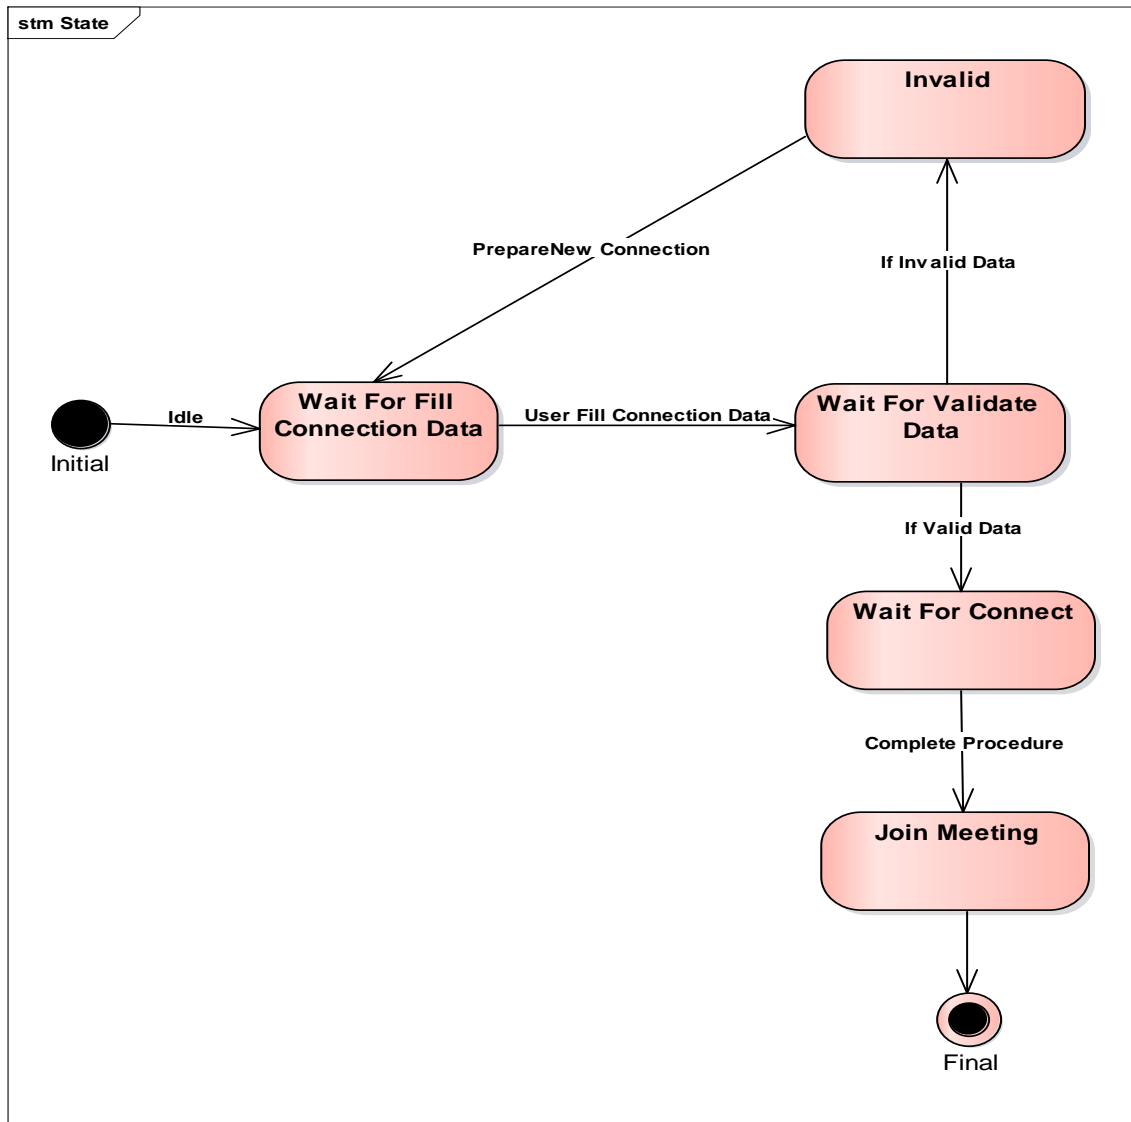 stm State
Invalid
PrepareNew Connection
If Invalid Data
Wait For Fill
Connection Data
Idle
User Fill Connection Data
Wait For Validate
Data
Initial
If Valid Data
Wait For Connect
Complete Procedure
Join Meeting
Final